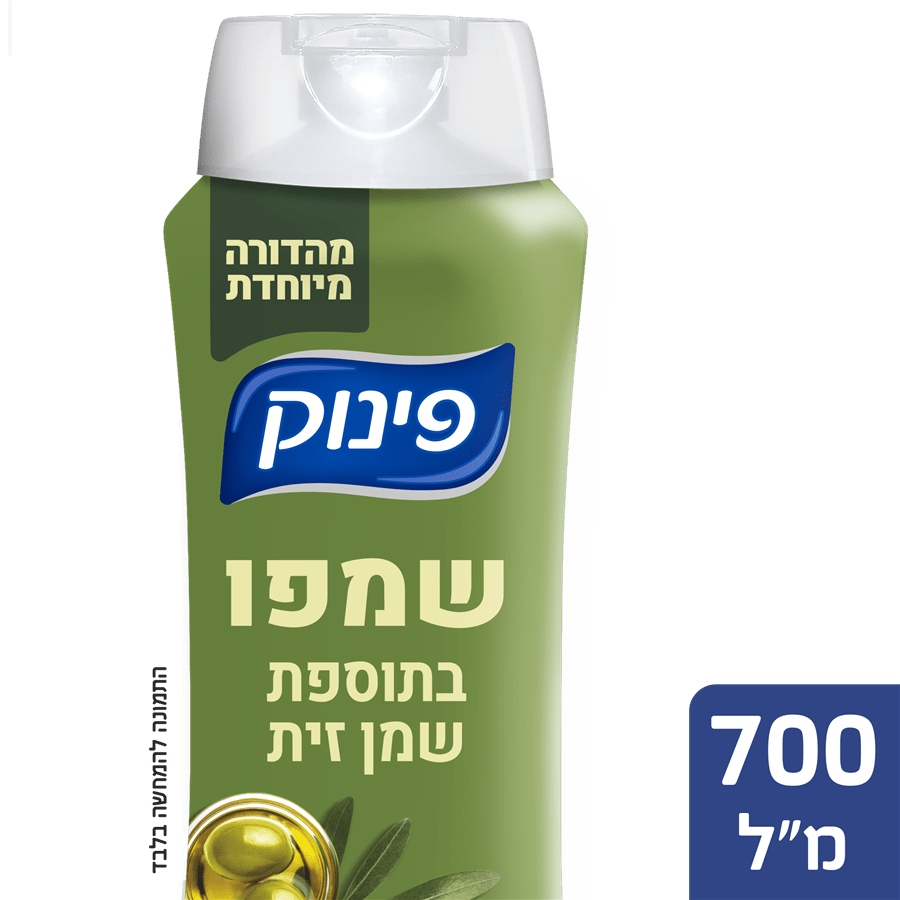 מהדורה
מיוחדת
פינוק
שמפו
בתוספת
שמן זית
התמונה להמחשה בלבד
700
מ"ל